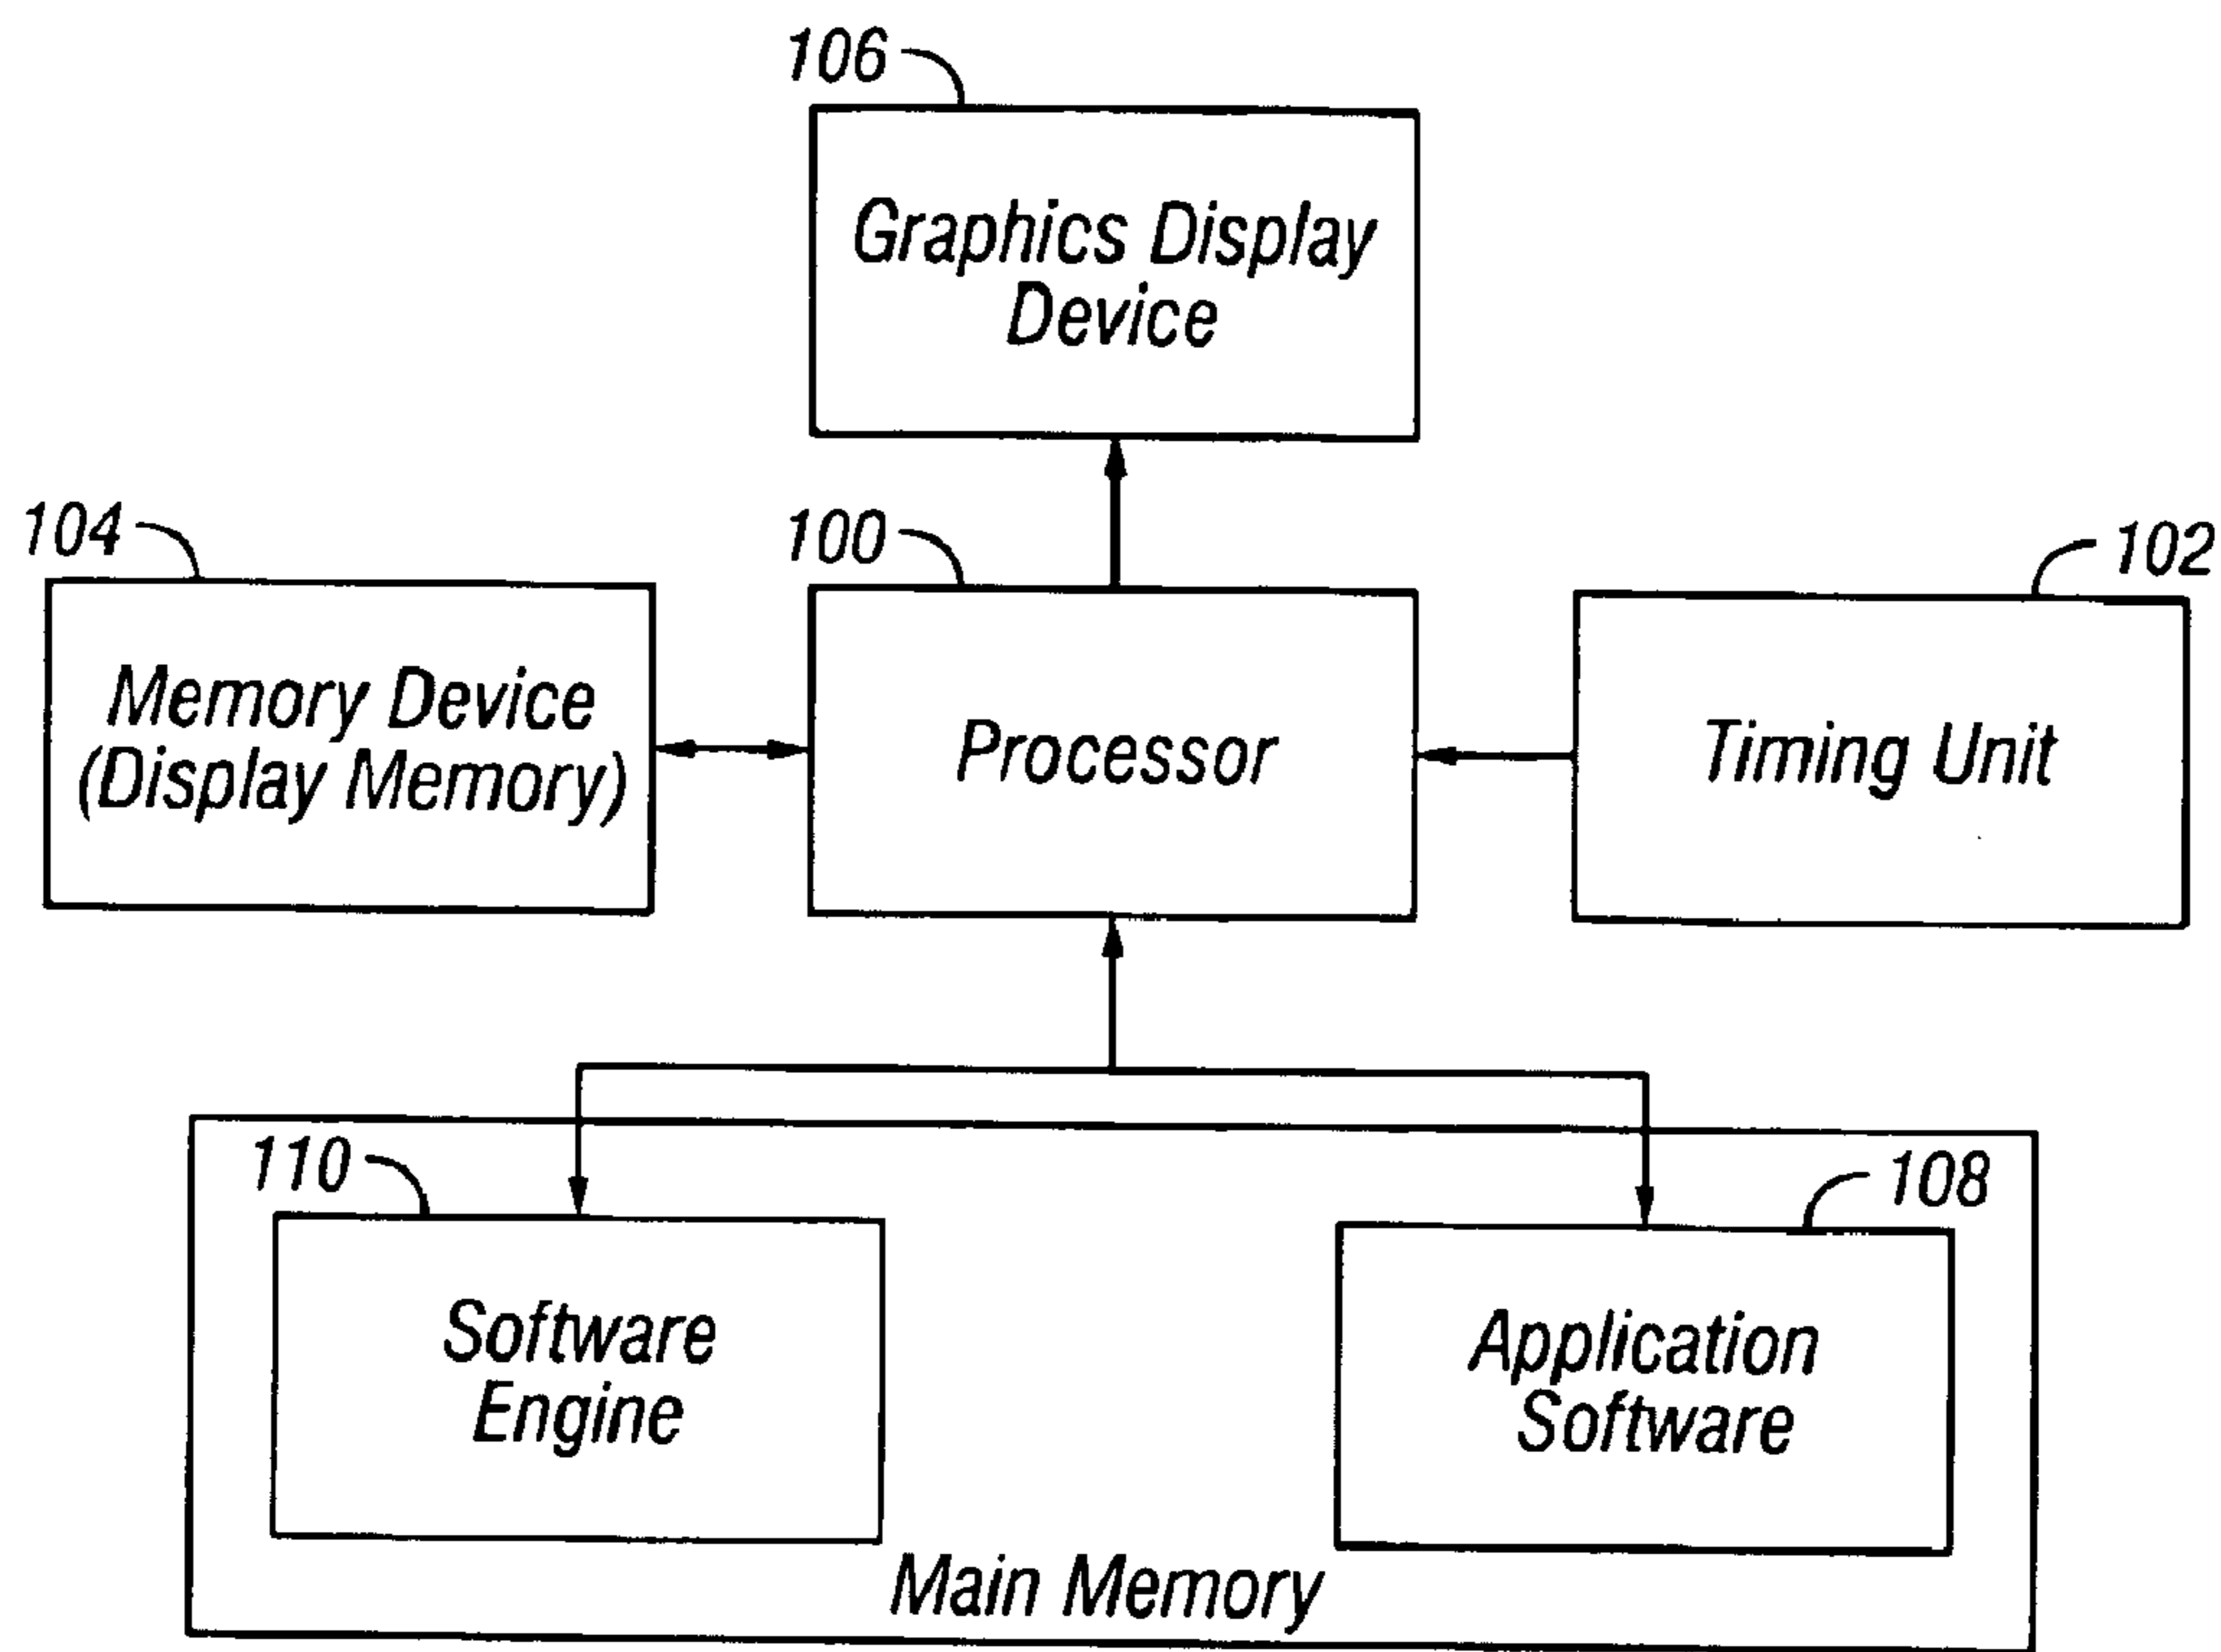 106
Graphics Display
Device
104
100
102
Memory Device
(Display Memory)
Processor
Timing Unit
110
108
Software
Engine
Application
Software
Main Memory